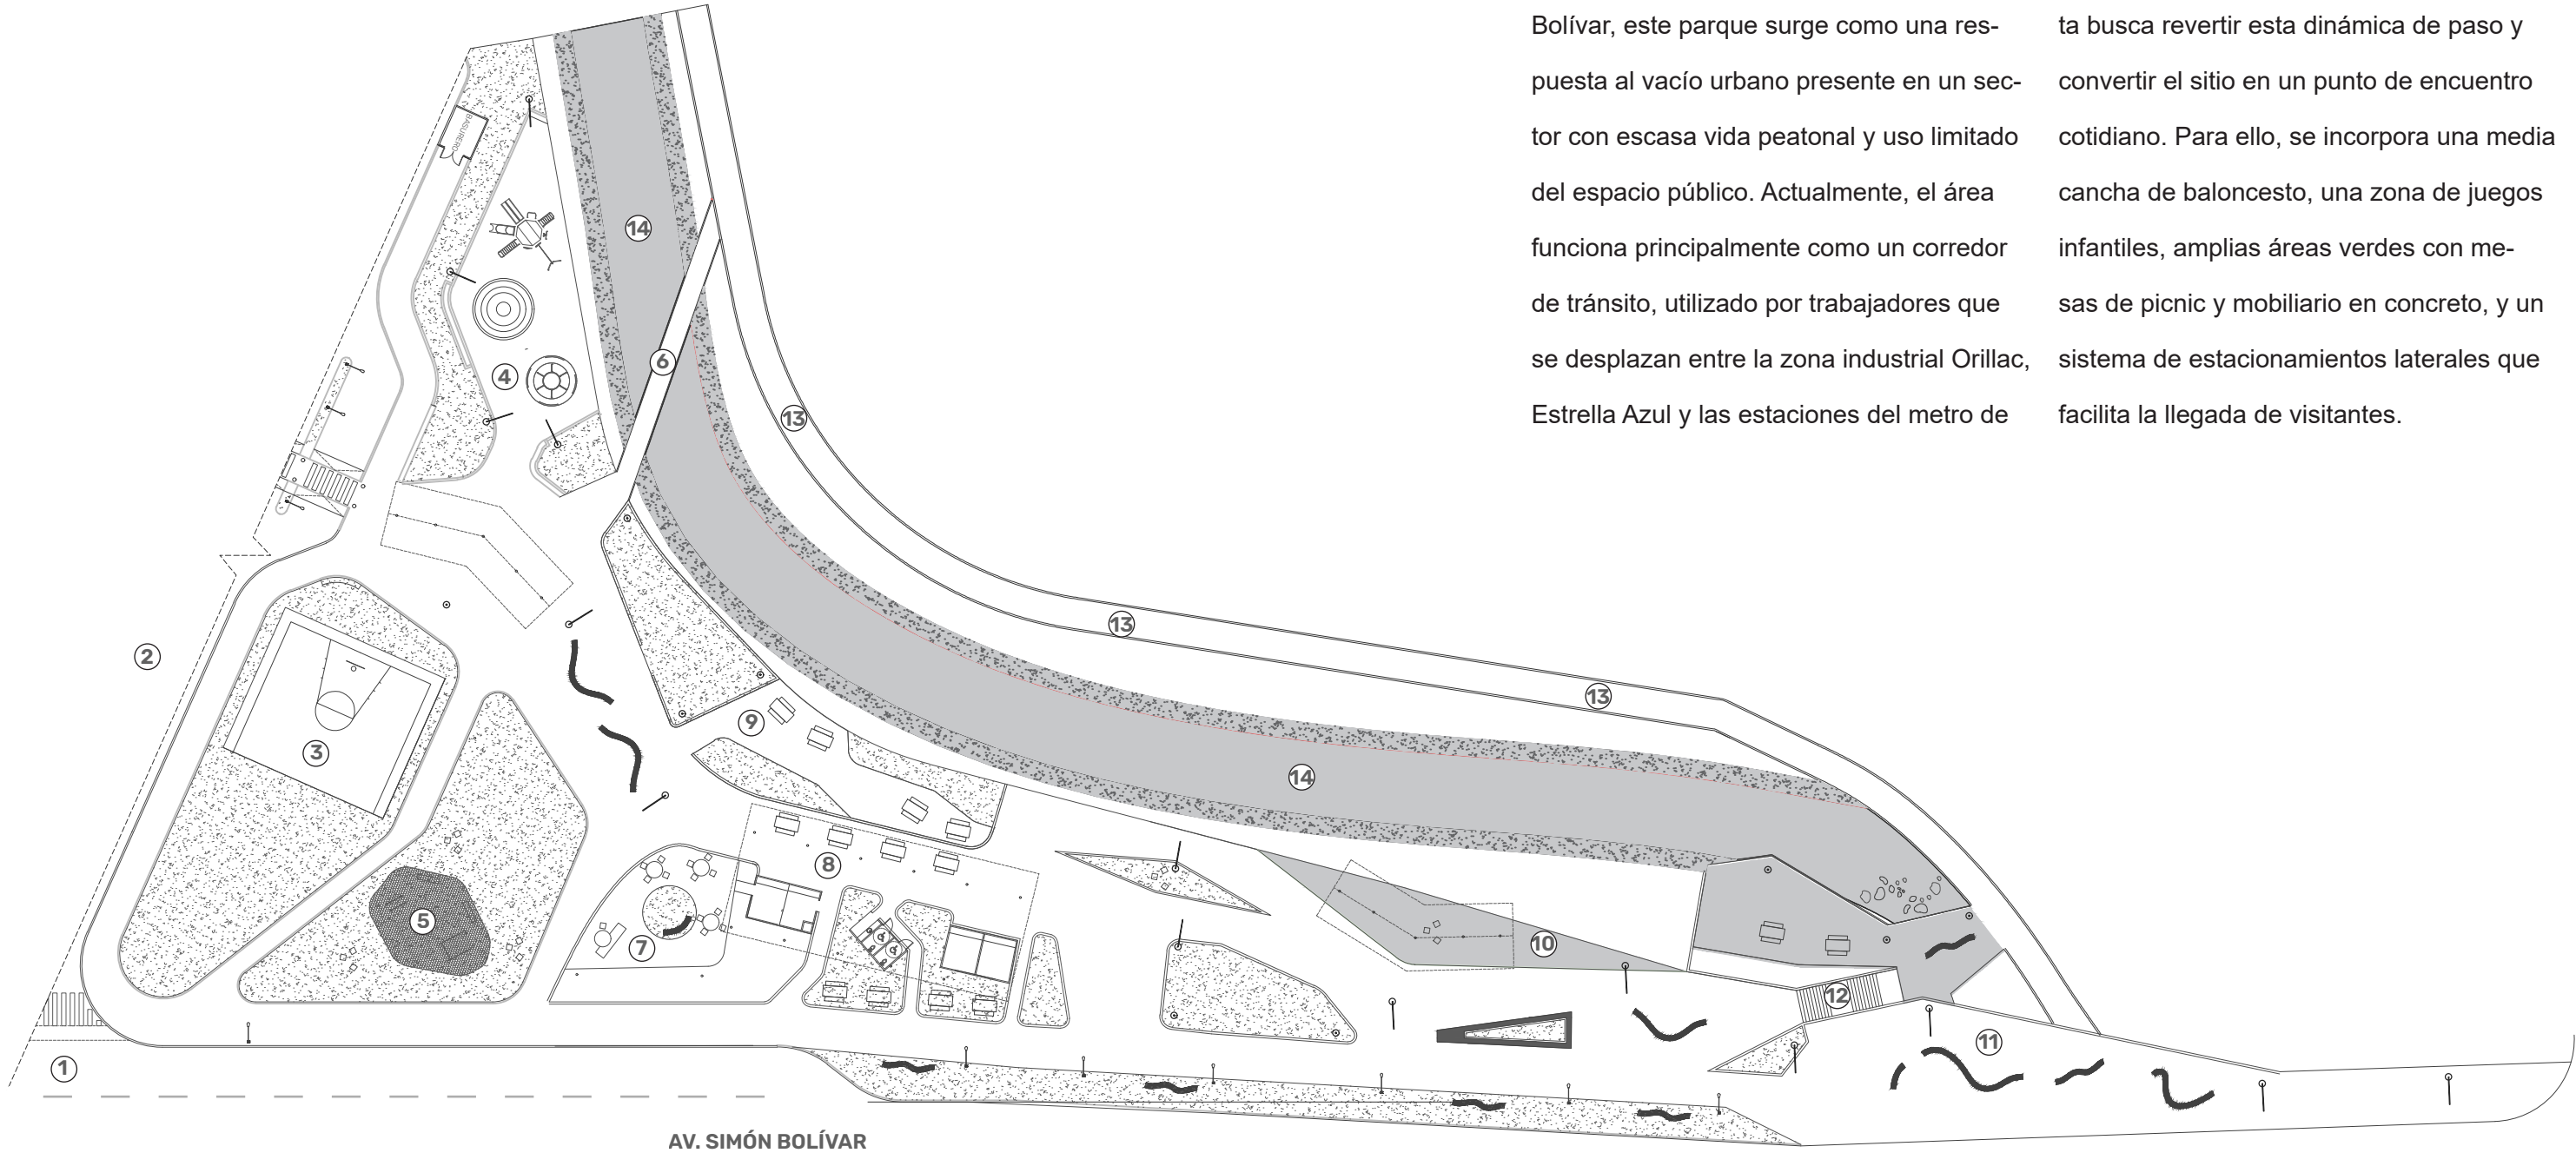 Bolívar, este parque surge como una res-
puesta al vacío urbano presente en un sec-
tor con escasa vida peatonal y uso limitado
del espacio público. Actualmente, el área
funciona principalmente como un corredor
de tránsito, utilizado por trabajadores que
se desplazan entre la zona industrial Orillac,
Estrella Azul y las estaciones del metro de
ta busca revertir esta dinámica de paso y
convertir el sitio en un punto de encuentro
cotidiano. Para ello, se incorpora una media
cancha de baloncesto, una zona de juegos
infantiles, amplias áreas verdes con me-
sas de picnic y mobiliario en concreto, y un
sistema de estacionamientos laterales que
facilita la llegada de visitantes.
BASURERO
14
6
4
13
13
2
13
9
3
14
8
5
7
10
12
11
1
AV. SIMÓN BOLÍVAR